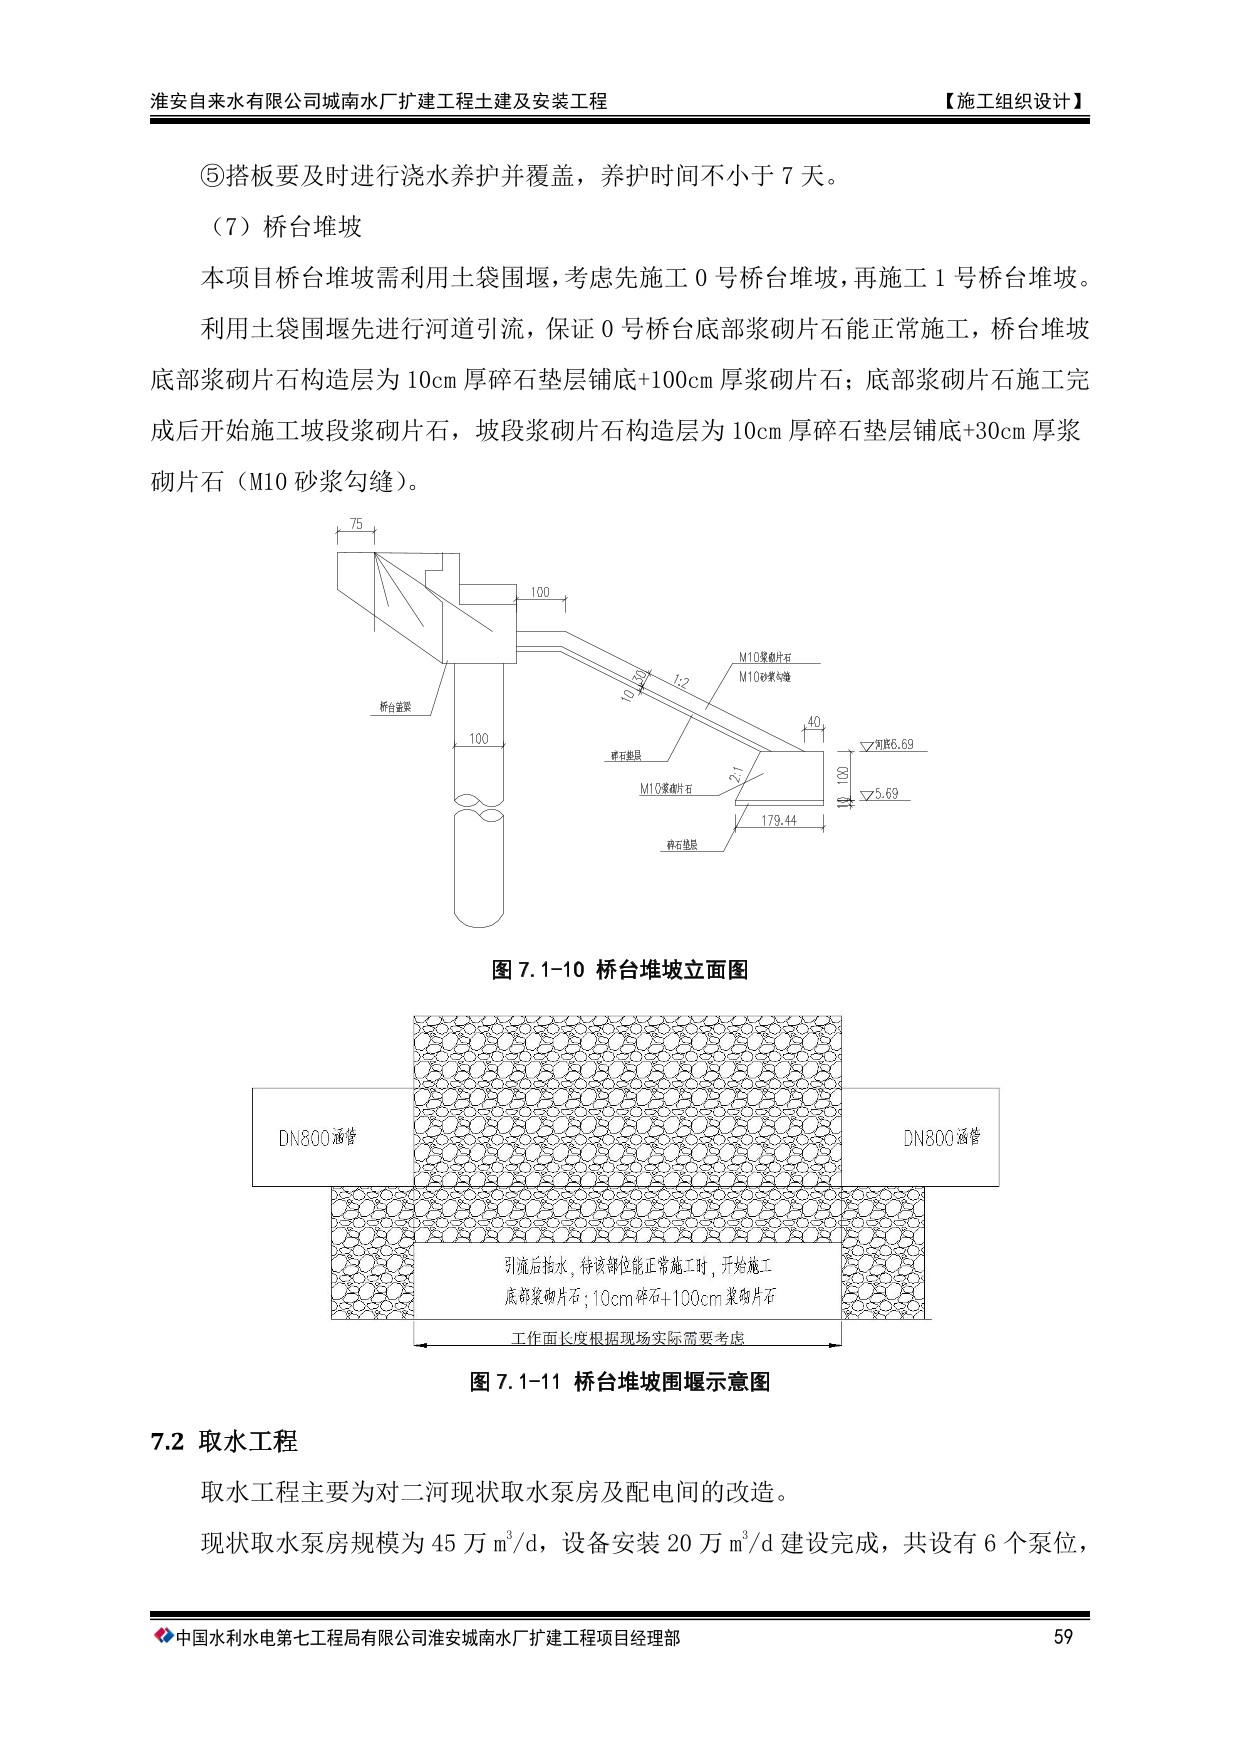 淮安自来水有限公司城南水厂扩建工程土建及安装工程
【施工组织设计】
⑤搭板要及时进行浇水养护并覆盖，养护时间不小于 7 天。
（7）桥台堆坡
本项目桥台堆坡需利用土袋围堰，考虑先施工 0 号桥台堆坡，再施工 1 号桥台堆坡。
利用土袋围堰先进行河道引流，保证 0 号桥台底部浆砌片石能正常施工，桥台堆坡
底部浆砌片石构造层为 10cm 厚碎石垫层铺底+100cm 厚浆砌片石；底部浆砌片石施工完
成后开始施工坡段浆砌片石，坡段浆砌片石构造层为 10cm 厚碎石垫层铺底+30cm 厚浆
砌片石（M10 砂浆勾缝）。
75
100
M10浆砌片石
M10砂浆勾缝
30
10
1:2
桥台盖梁
40
100
河底6.69
碎石垫层
2:1
100
M10浆砌片石
5.69
10
179.44
碎石垫层
图 7.1-10 桥台堆坡立面图
DN800涵管
DN800涵管
引流后抽水，待该部位能正常施工时，开始施工
底部浆砌片石；10cm碎石+100cm浆砌片石
工作面长度根据现场实际需要考虑
图 7.1-11 桥台堆坡围堰示意图
7.2 取水工程
取水工程主要为对二河现状取水泵房及配电间的改造。
现状取水泵房规模为 45 万 m³/d，设备安装 20 万 m³/d 建设完成，共设有 6 个泵位，
中国水利水电第七工程局有限公司淮安城南水厂扩建工程项目经理部
59